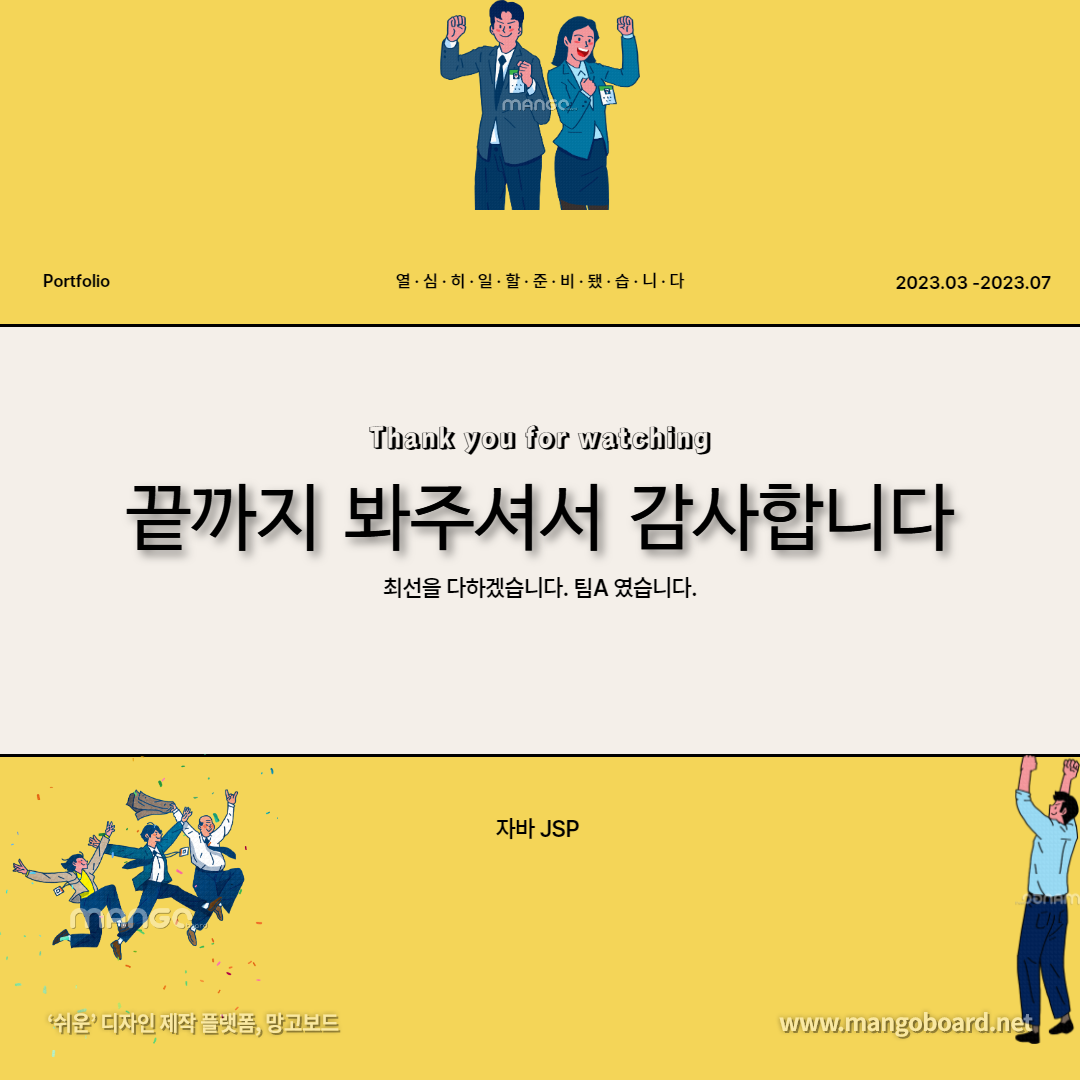 MANGO
Portfolio
열·심·히·일·할·준·비·됐·습·니·다
2023.03 -2023.07
Thank you for watching
끝까지 봐주셔서 감사합니다
최선을 다하겠습니다. 팀A 였습니다.
자바 JSP
MANGO
‘쉬운’ 디자인 제작 플랫폼, 망고보드
www.mangoboard.net